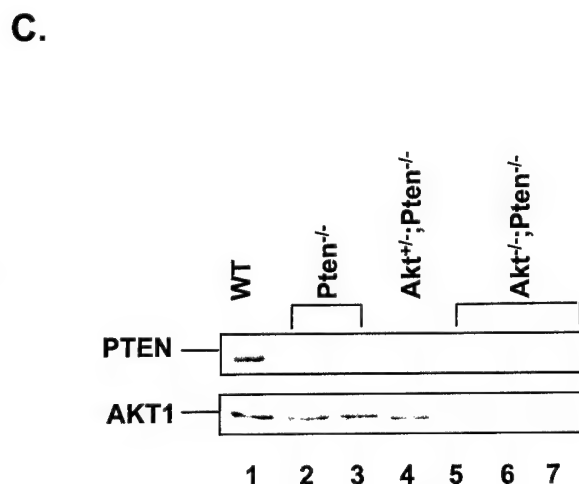 C.
WT
Pten-/-
Akt+/-;Pten-/-
Akt-/-;Pten-/-
PTEN
AKT1
1 2 3 4 5 6 7